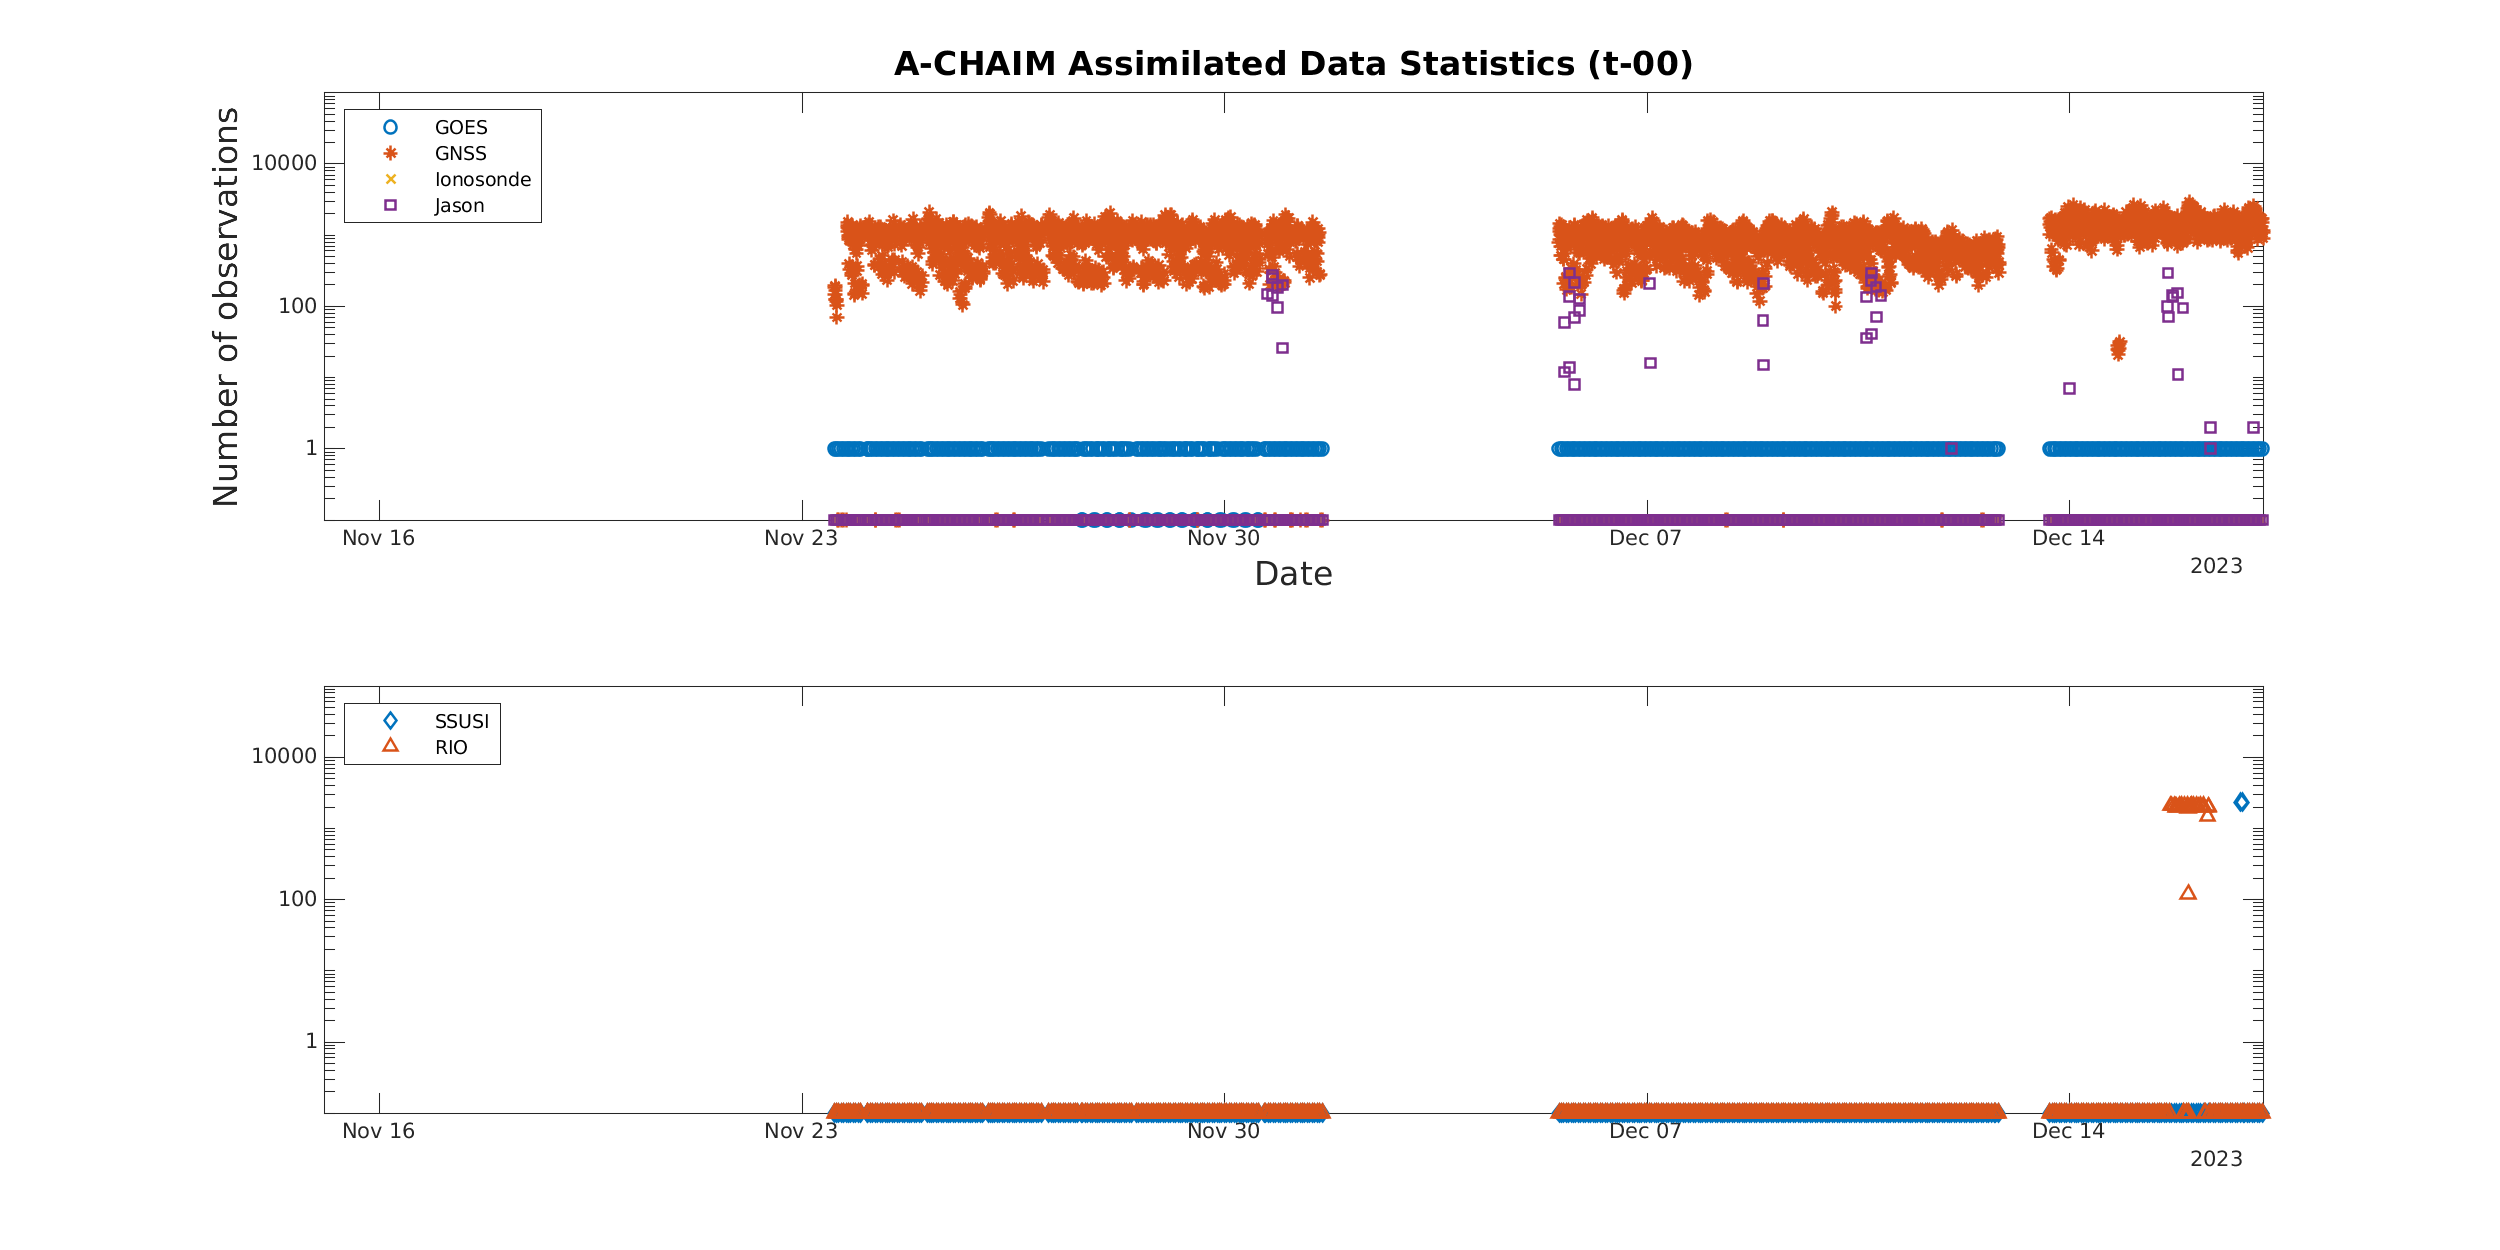 A-CHAIM Assimilated Data Statistics (t-00)
Number of observations
10000
100
1
GOES
GNSS
Ionosonde
Jason
Nov 16
Nov 23
Nov 30
Dec 07
Dec 14
2023
Date
10000
100
1
SSUSI
RIO
Nov 16
Nov 23
Nov 30
Dec 07
Dec 14
2023